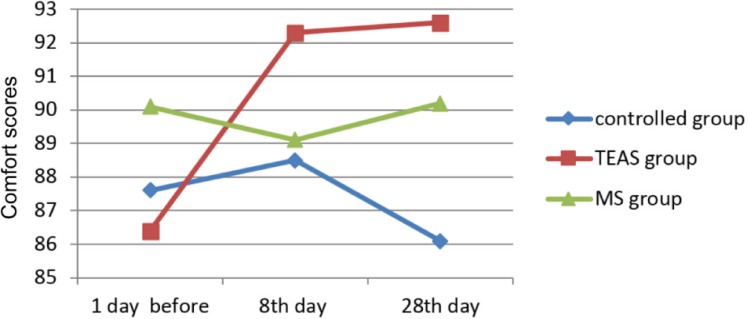 93
92
91
90
89
88
87
86
85
Comfort scores
1 day before
8th day
28th day
controlled group
TEAS group
MS group